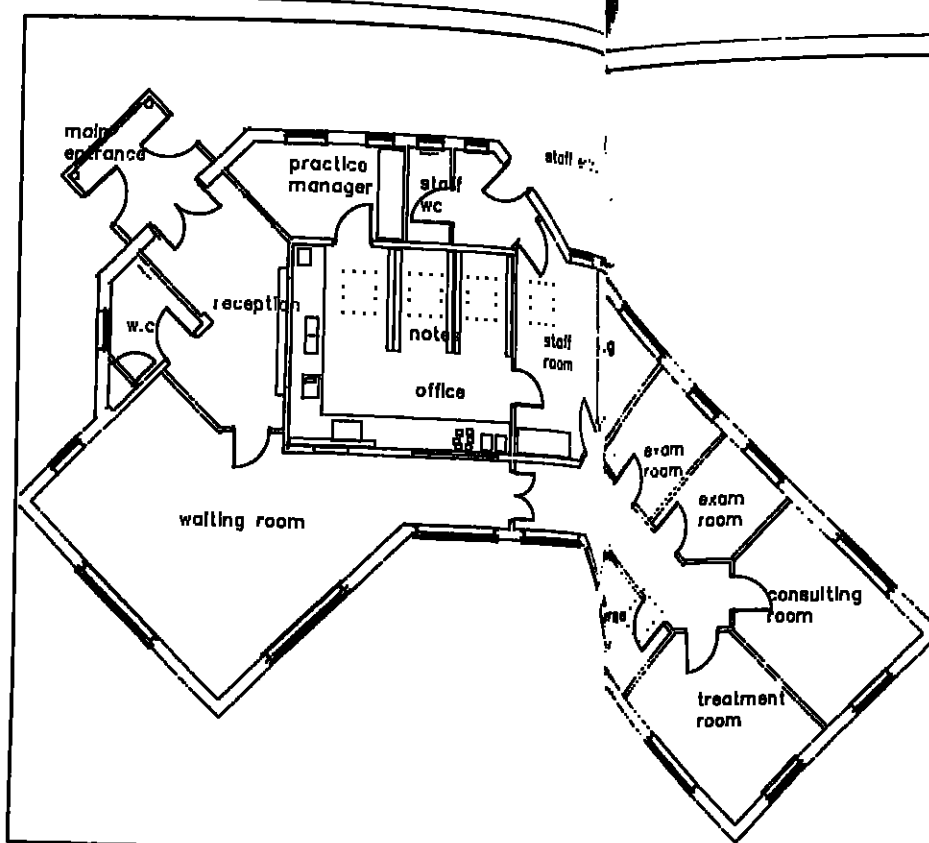 main
entrance
practice
manager
staff
wc
staff
reception
w.c
notes
office
staff
room
exam
room
exam
room
waiting room
consulting
room
treatment
room